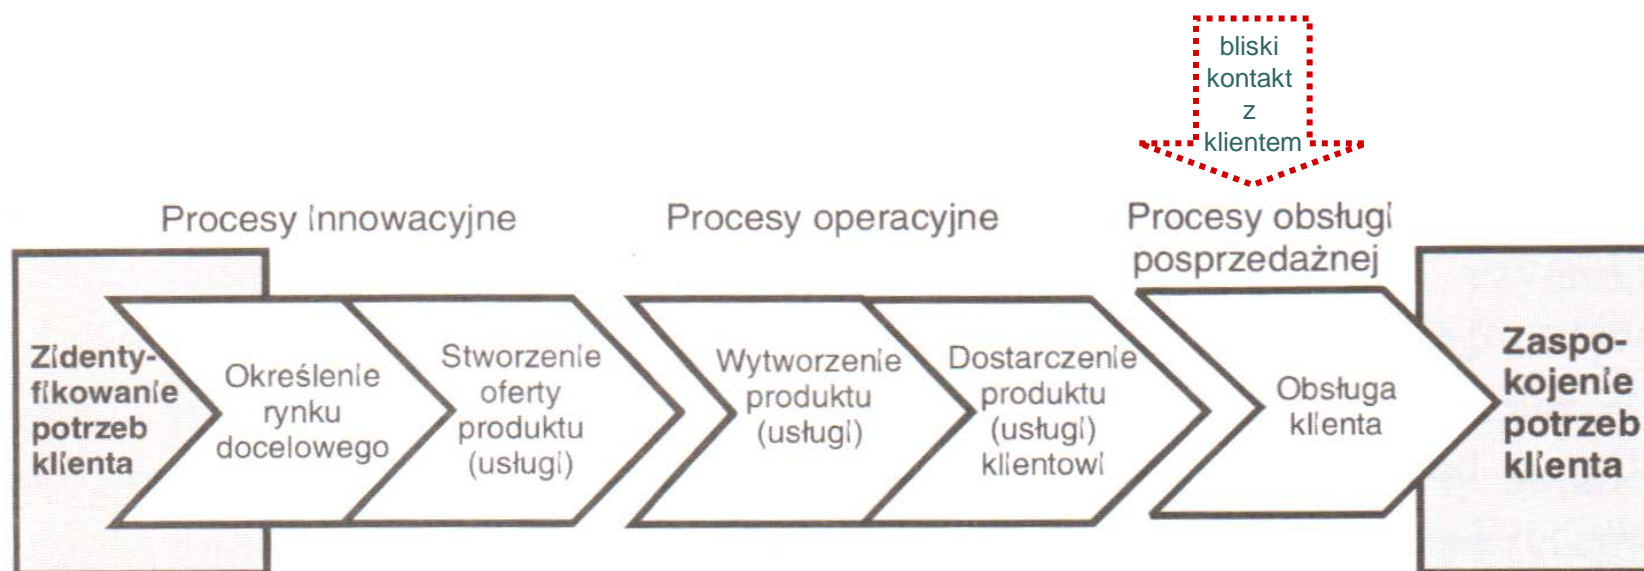 bliski
kontakt
z
klientem
Procesy innowacyjne
Procesy operacyjne
Procesy obsługi
posprzedażnej
Zidenty-
fikowanie
potrzeb
klienta
Określenie
rynku
docelowego
Stworzenie
oferty
produktu
(usługi)
Wytworzenie
produktu
(usługi)
Dostarczenie
produktu
(usługi)
klientowi
Obsługa
klienta
Zaspo-
kojenie
potrzeb
klienta